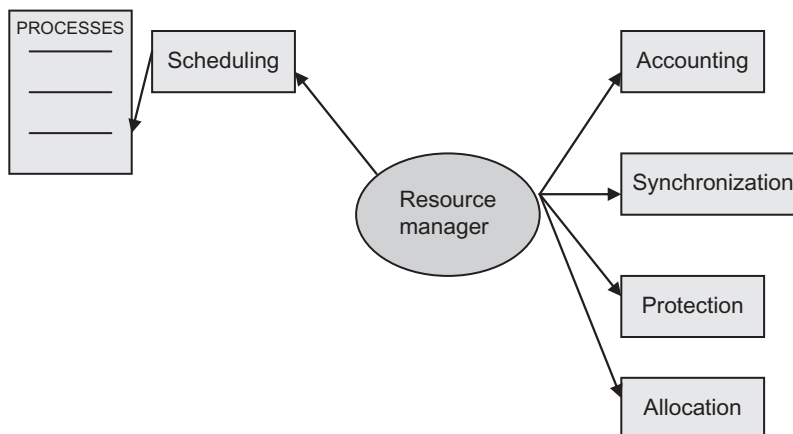 PROCESSES
Scheduling
Accounting
Resource
manager
Synchronization
Protection
Allocation